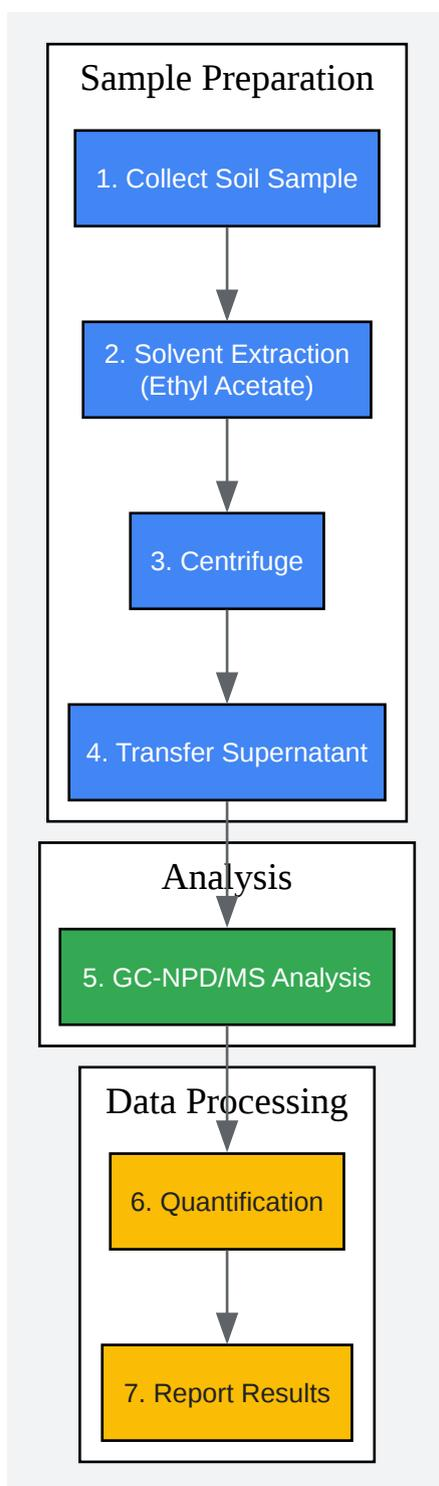 Sample Preparation
1. Collect Soil Sample
2. Solvent Extraction
(Ethyl Acetate)
3. Centrifuge
4. Transfer Supernatant
Analysis
5. GC-NPD/MS Analysis
Data Processing
6. Quantification
7. Report Results